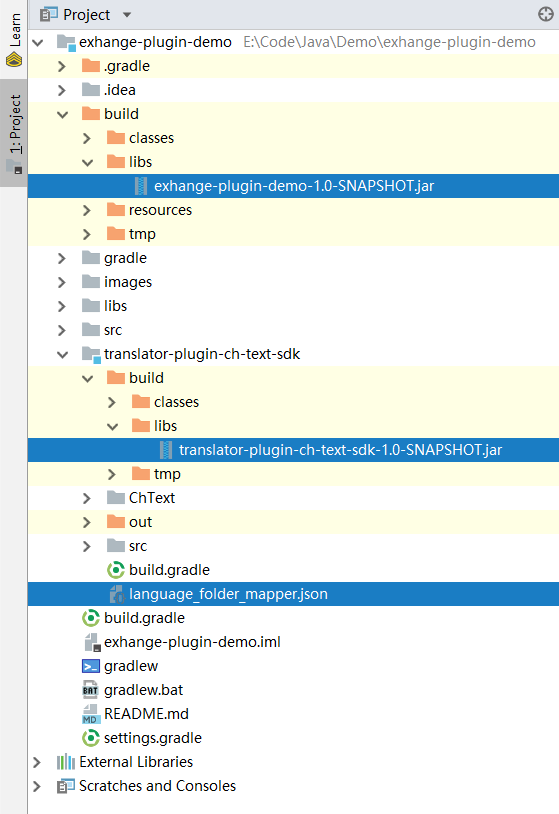 Project
Learn
1: Project
exhange-plugin-demo E:\Code\Java\Demo\exhange-plugin-demo
.gradle
.idea
build
classes
libs
exhange-plugin-demo-1.0-SNAPSHOT.jar
resources
tmp
gradle
images
libs
src
translator-plugin-ch-text-sdk
build
classes
libs
translator-plugin-ch-text-sdk-1.0-SNAPSHOT.jar
tmp
ChText
out
src
build.gradle
language_folder_mapper.json
build.gradle
exhange-plugin-demo.iml
gradlew
BAT gradlew.bat
MD README.md
settings.gradle
External Libraries
Scratches and Consoles